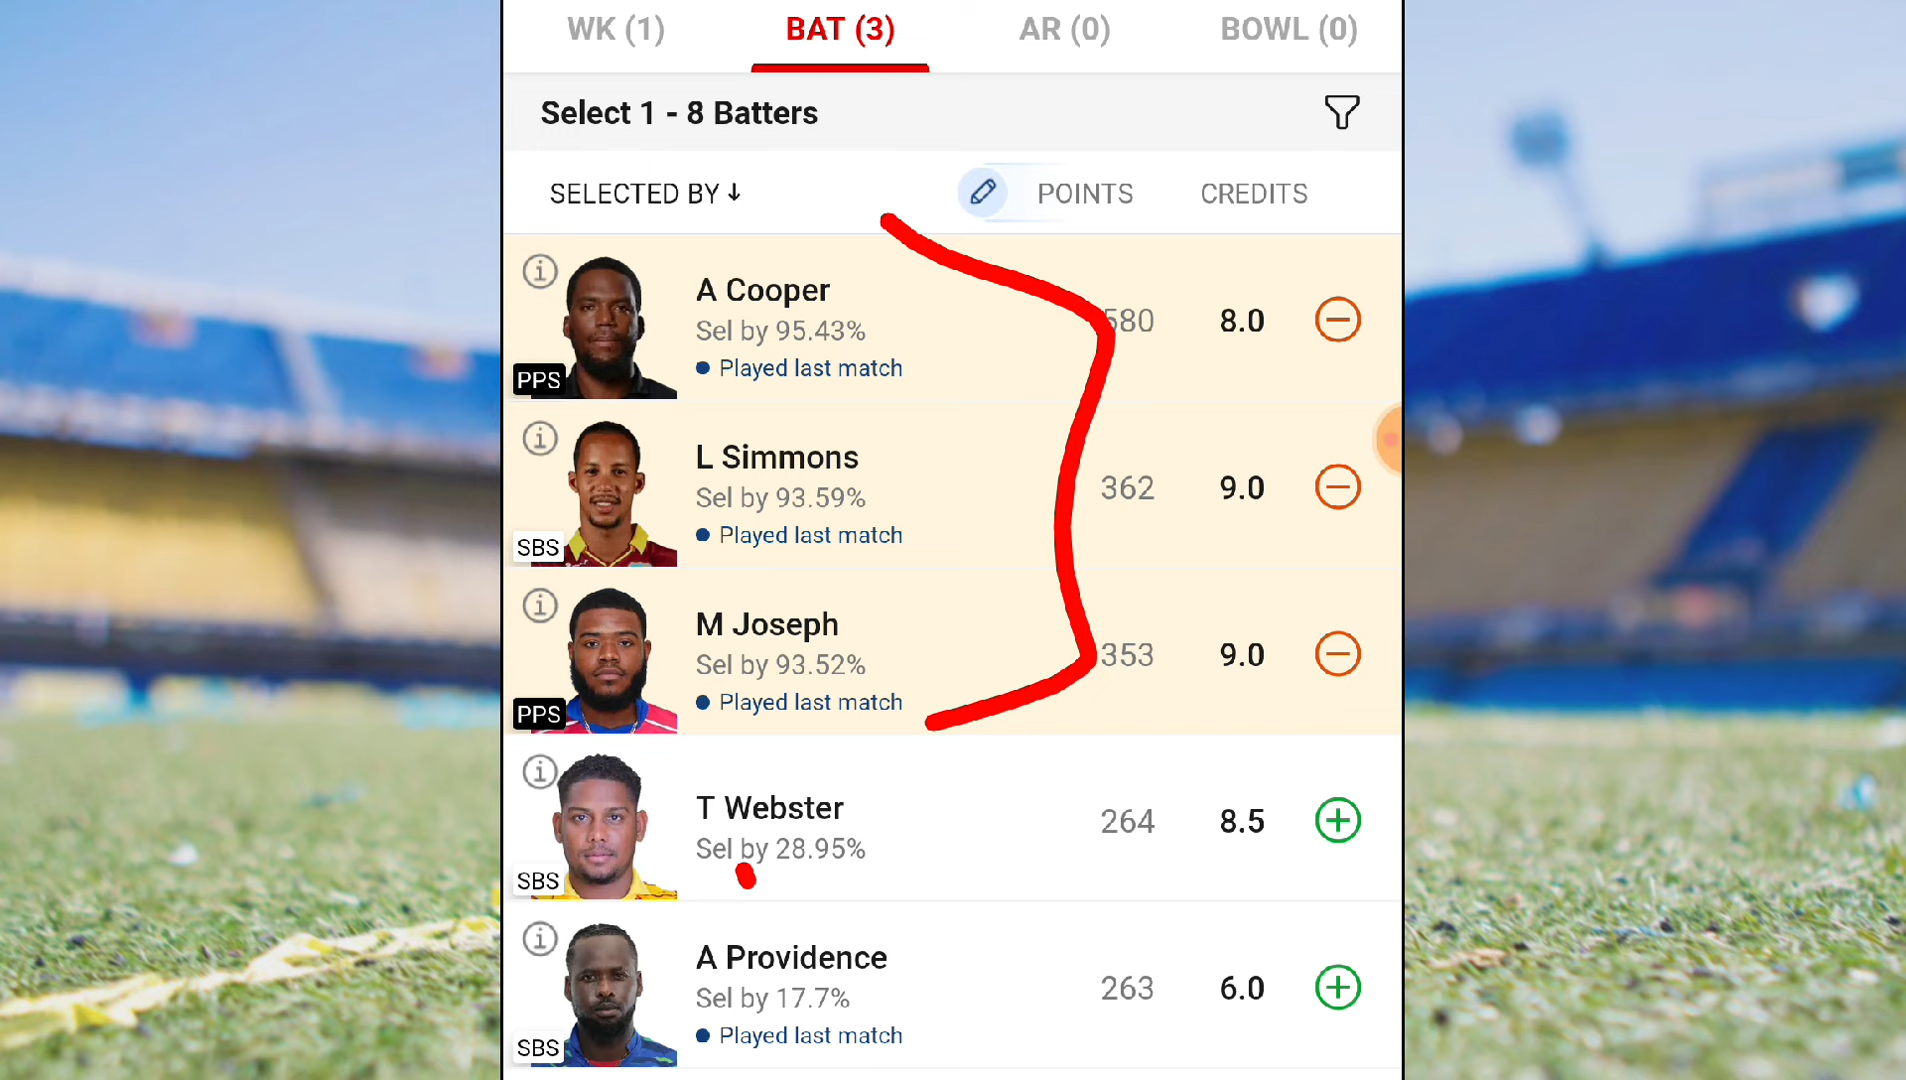 WK (1) BAT (3) AR (0) BOWL (0)
Select 1 - 8 Batters
SELECTED BY ↓ POINTS CREDITS
A Cooper
Sel by 95.43%
580 8.0
Played last match
PPS
L Simmons
Sel by 93.59%
362 9.0
Played last match
SBS
M Joseph
Sel by 93.52%
353 9.0
Played last match
PPS
T Webster
Sel by 28.95%
264 8.5
SBS
A Providence
Sel by 17.7%
263 6.0
Played last match
SBS